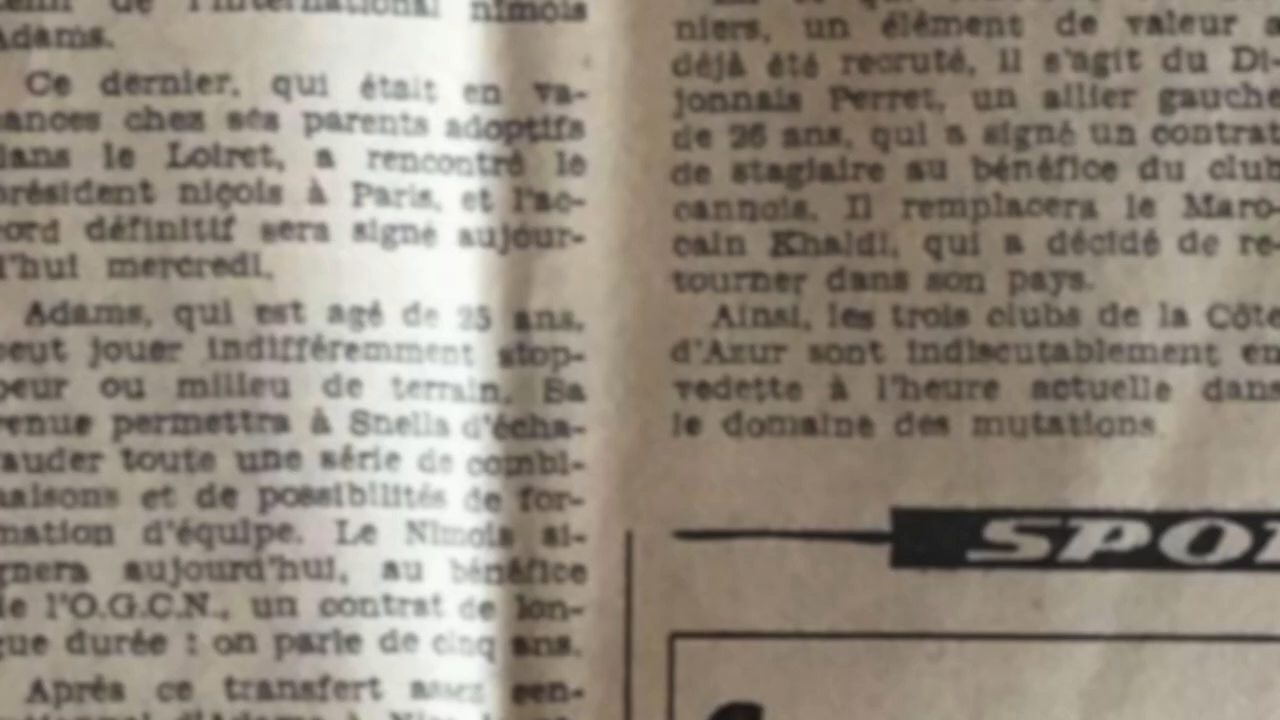 de l'international nîmois
Adams.
Ce dernier, qui était en va-
ances chez ses parents adoptifs
dans le Loiret, a rencontré le
président niçois à Paris, et l'ac-
ord définitif sera signé aujour-
d'hui mercredi.
Adams, qui est agé de 25 ans,
peut jouer indifféremment stop-
peur ou milieu de terrain. Sa
venue permettra à Snella d'écha-
auder toute une série de combi-
naisons et de possibilités de for-
mation d'équipe. Le Nîmois si-
gnera aujourd'hui, au bénéfice
de l'O.G.C.N., un contrat de lon-
gue durée : on parle de cinq ans.
Après ce transfert assez sen-
d'Adams à Nice
niers, un élément de valeur a
déjà été recruté, il s'agit du Di-
jonnais Perret, un ailier gauche
de 26 ans, qui a signé un contrat
de stagiaire au bénéfice du club
cannois. Il remplacera le Maro-
cain Khaldi, qui a décidé de re-
tourner dans son pays.
Ainsi, les trois clubs de la Côte
d'Azur sont indiscutablement en
vedette à l'heure actuelle dans
le domaine des mutations.
SPO